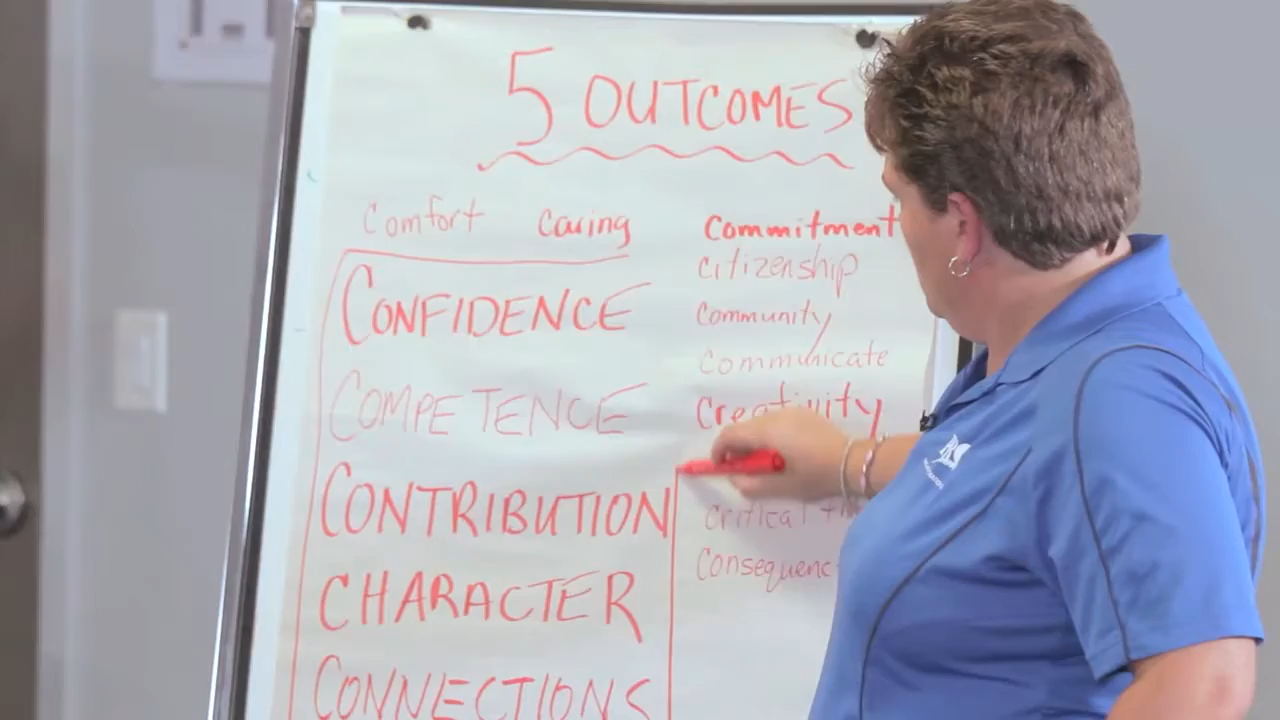 5 OUTCOMES
Comfort caring commitment
citizenship
CONFIDENCE
community
communicate
COMPETENCE
creativity
CONTRIBUTION
critical
CHARACTER
CONNECTIONS